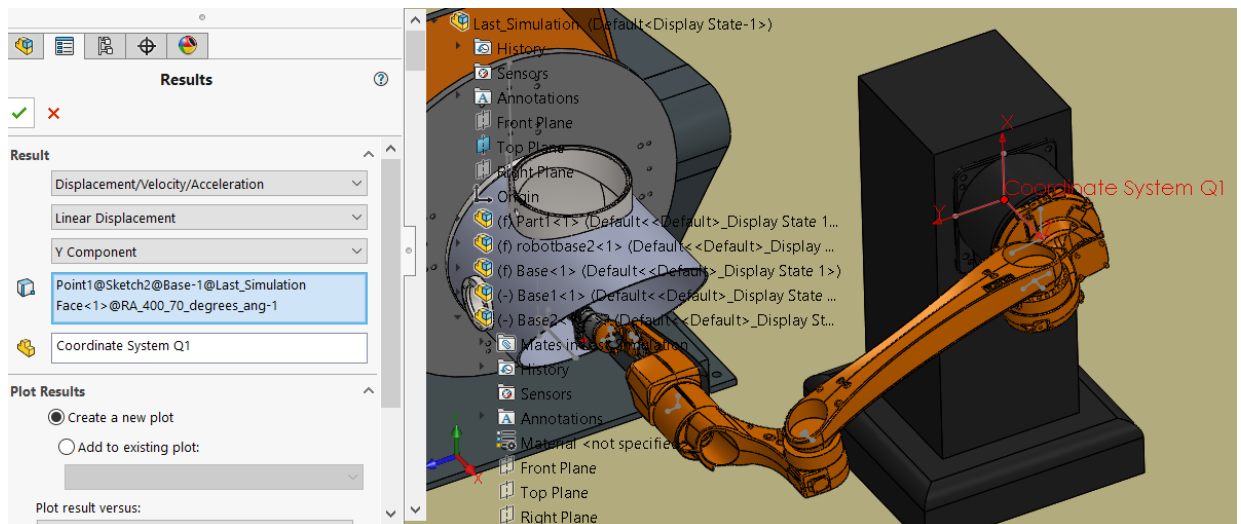 Results
Result
Displacement/Velocity/Acceleration
Linear Displacement
Y Component
Point1@Sketch2@Base-1@Last_Simulation
Face<1>@RA_400_70_degrees_ang-1
Coordinate System Q1
Plot Results
Create a new plot
Add to existing plot:
Plot result versus:
Last_Simulation (Default<Display State-1>)
History
Sensors
Annotations
Front Plane
Top Plane
Right Plane
Origin
(f) Part1<1> (Default<<Default>_Display State 1...
(f) robotbase2<1> (Default<<Default>_Display ...
(f) Base<1> (Default<<Default>_Display State 1>)
(-) Base1<1> (Default<<Default>_Display State ...
(-) Base2<1> (Default<<Default>_Display St...
Mates in Last_Simulation
History
Sensors
Annotations
Material <not specified>
Front Plane
Top Plane
Right Plane
X
Coordinate System Q1
Y
X